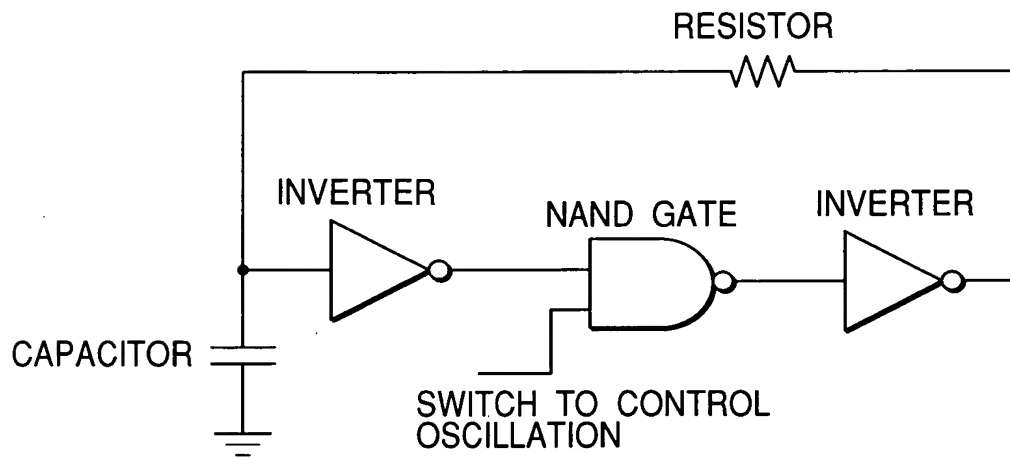 RESISTOR
INVERTER
NAND GATE
INVERTER
CAPACITOR
SWITCH TO CONTROL
OSCILLATION